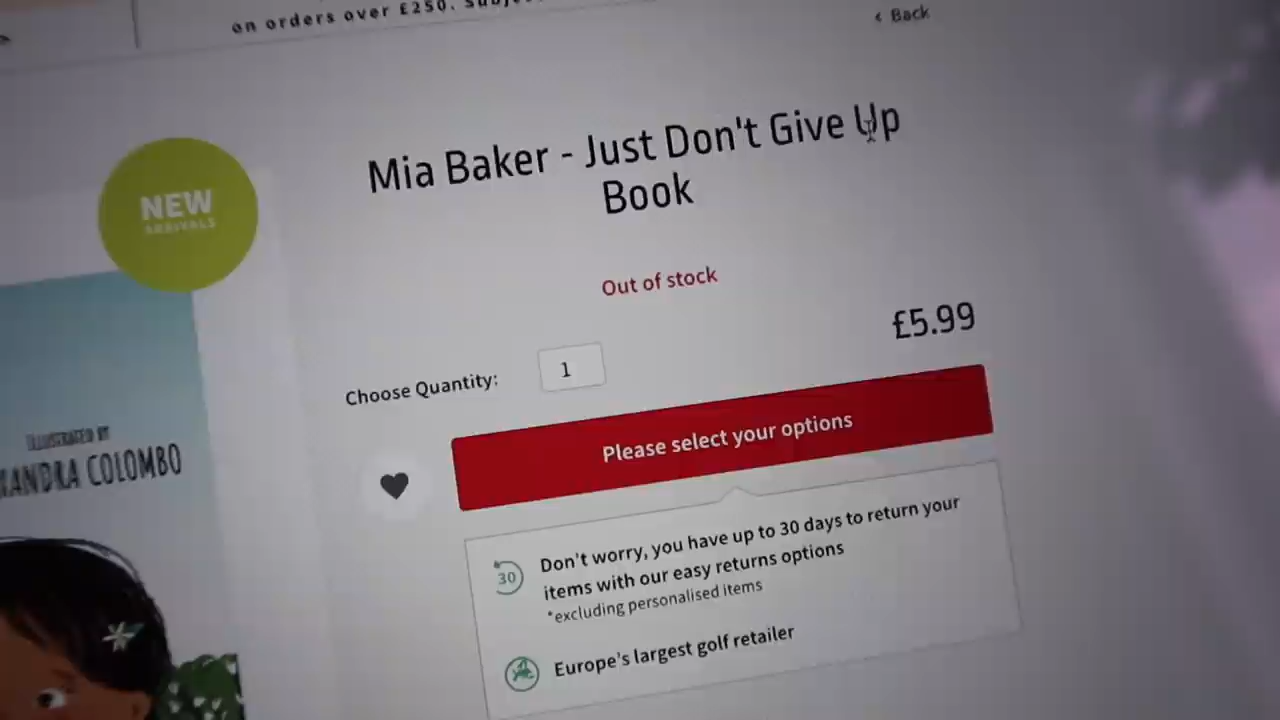 on orders over £250.
‹ Back
Mia Baker - Just Don't Give Up
Book
NEW
ARRIVALS
Out of stock
£5.99
Choose Quantity:
1
Please select your options
ILLUSTRATED BY
COLOMBO
30
Don't worry, you have up to 30 days to return your
items with our easy returns options
*excluding personalised items
Europe's largest golf retailer